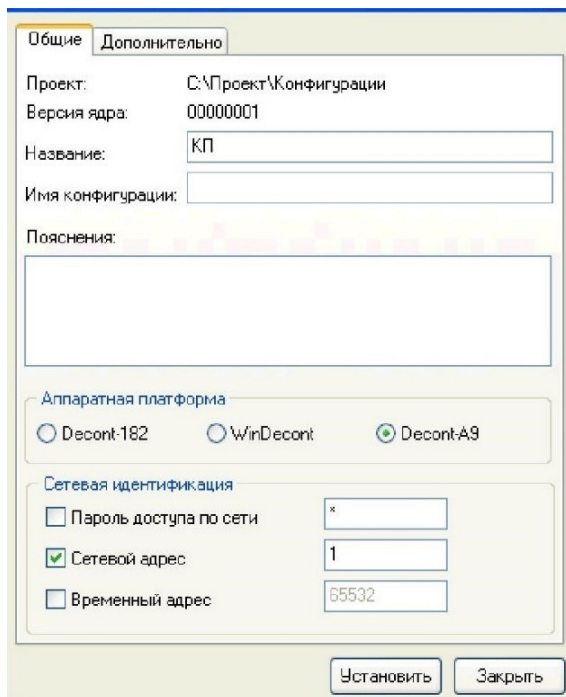 Общие Дополнительно
Проект: C:\Проект\Конфигурации
Версия ядра: 00000001
Название: КП
Имя конфигурации:
Пояснения:
Аппаратная платформа
Decont-182 WinDecont Decont-A9
Сетевая идентификация
Пароль доступа по сети *
Сетевой адрес 1
Временный адрес 65532
Установить Закрыть